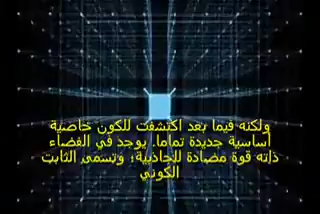 ولكنه فيما بعد اكتشفت للكون خاصية
أساسية جديدة تماما. يوجد في الفضاء
ذاته قوة مضادة للجاذبية؛ وتسمى الثابت
الكوني